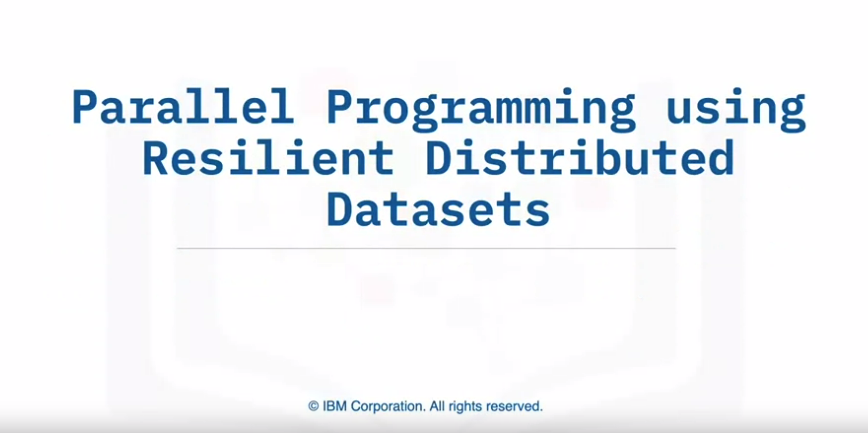 Parallel Programming using
Resilient Distributed
Datasets
© IBM Corporation. All rights reserved.